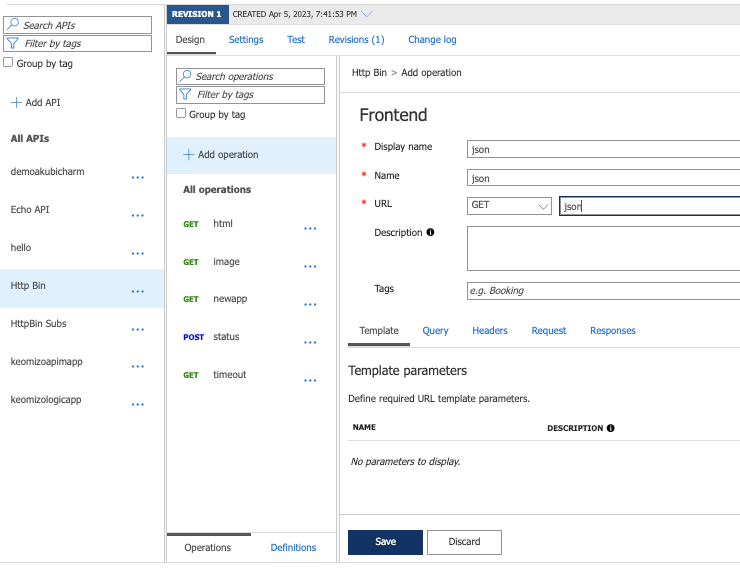 Search APIs
Filter by tags
Group by tag
Add API
All APIs
demoakubicharm
Echo API
hello
Http Bin
HttpBin Subs
keomizoapimapp
keomizologicapp
REVISION 1 CREATED Apr 5, 2023, 7:41:53 PM
Design Settings Test Revisions (1) Change log
Search operations
Filter by tags
Group by tag
Add operation
All operations
GET html
GET image
GET newapp
POST status
GET timeout
Operations Definitions
Http Bin > Add operation
Frontend
* Display name json
* Name json
* URL GET json
Description
Tags e.g. Booking
Template Query Headers Request Responses
Template parameters
Define required URL template parameters.
NAME DESCRIPTION
No parameters to display.
Save Discard